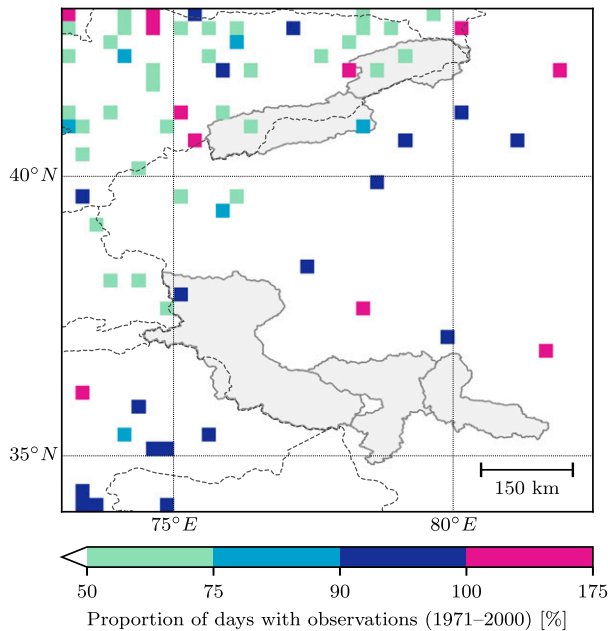 40°N
35°N
150 km
75°E 80°E
50 75 90 100 175
Proportion of days with observations (1971–2000) [%]